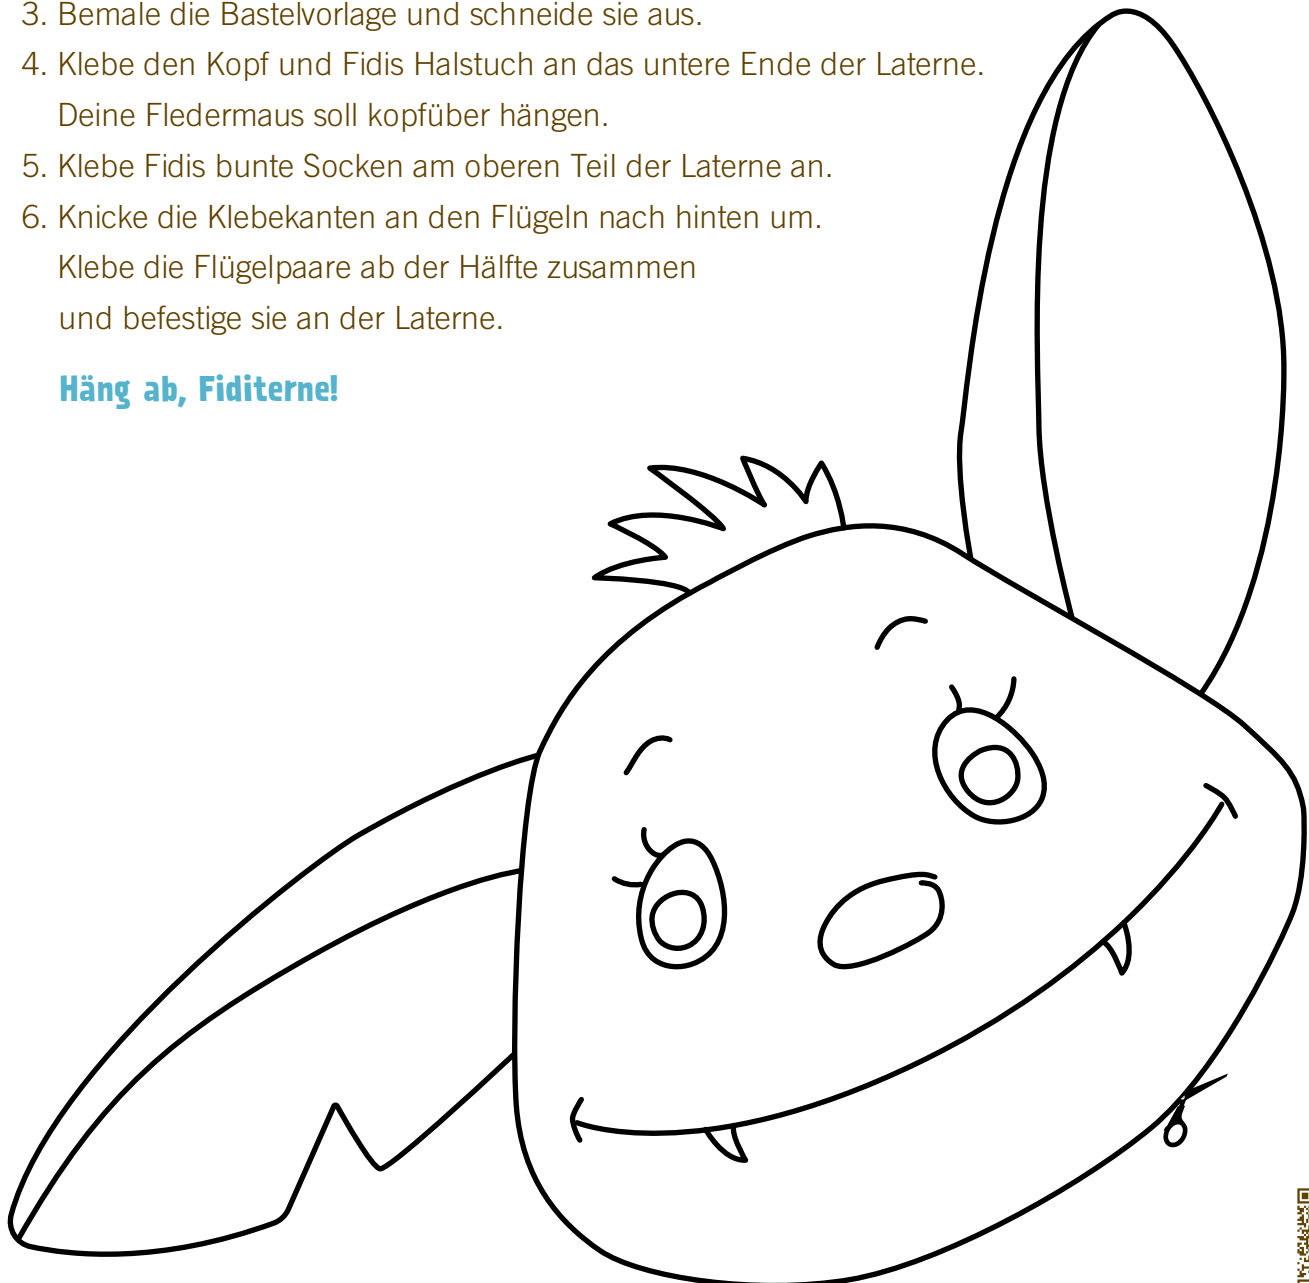 3. Bemale die Bastelvorlage und schneide sie aus.
4. Klebe den Kopf und Fidis Halstuch an das untere Ende der Laterne.
Deine Fledermaus soll kopfüber hängen.
5. Klebe Fidis bunte Socken am oberen Teil der Laterne an.
6. Knicke die Klebekanten an den Flügeln nach hinten um.
Klebe die Flügelpaare ab der Hälfte zusammen
und befestige sie an der Laterne.
Häng ab, Fiditerne!